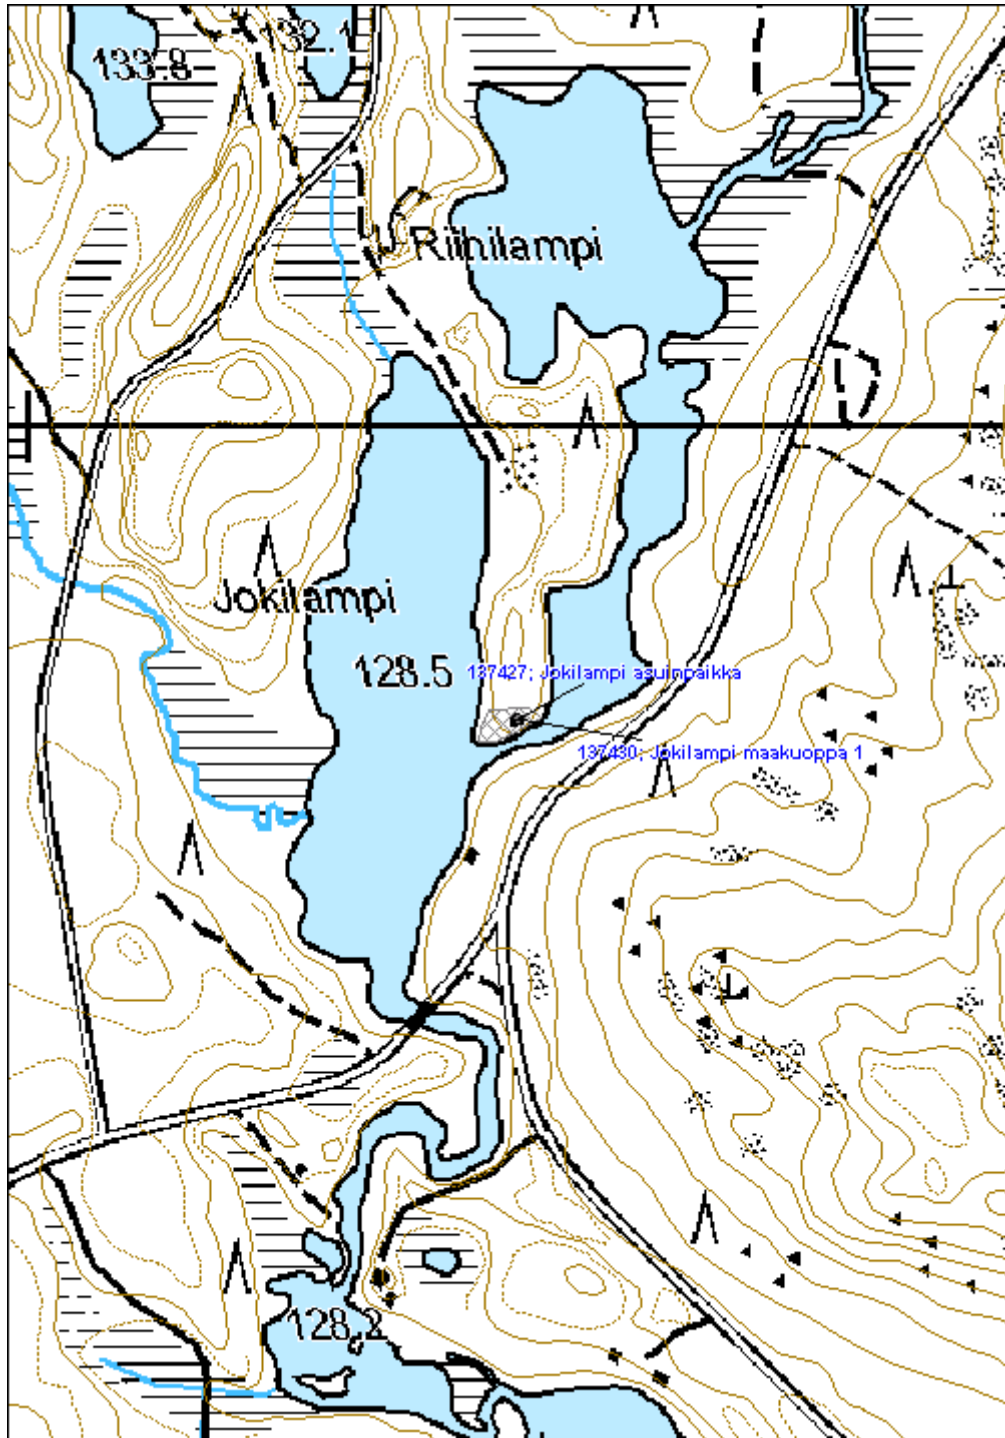 132.1
133.8
Riihilampi
Jokilampi
128.5
137427; Jokilampi asuinpaikka
137430; Jokilampi maakuoppa 1
128.2